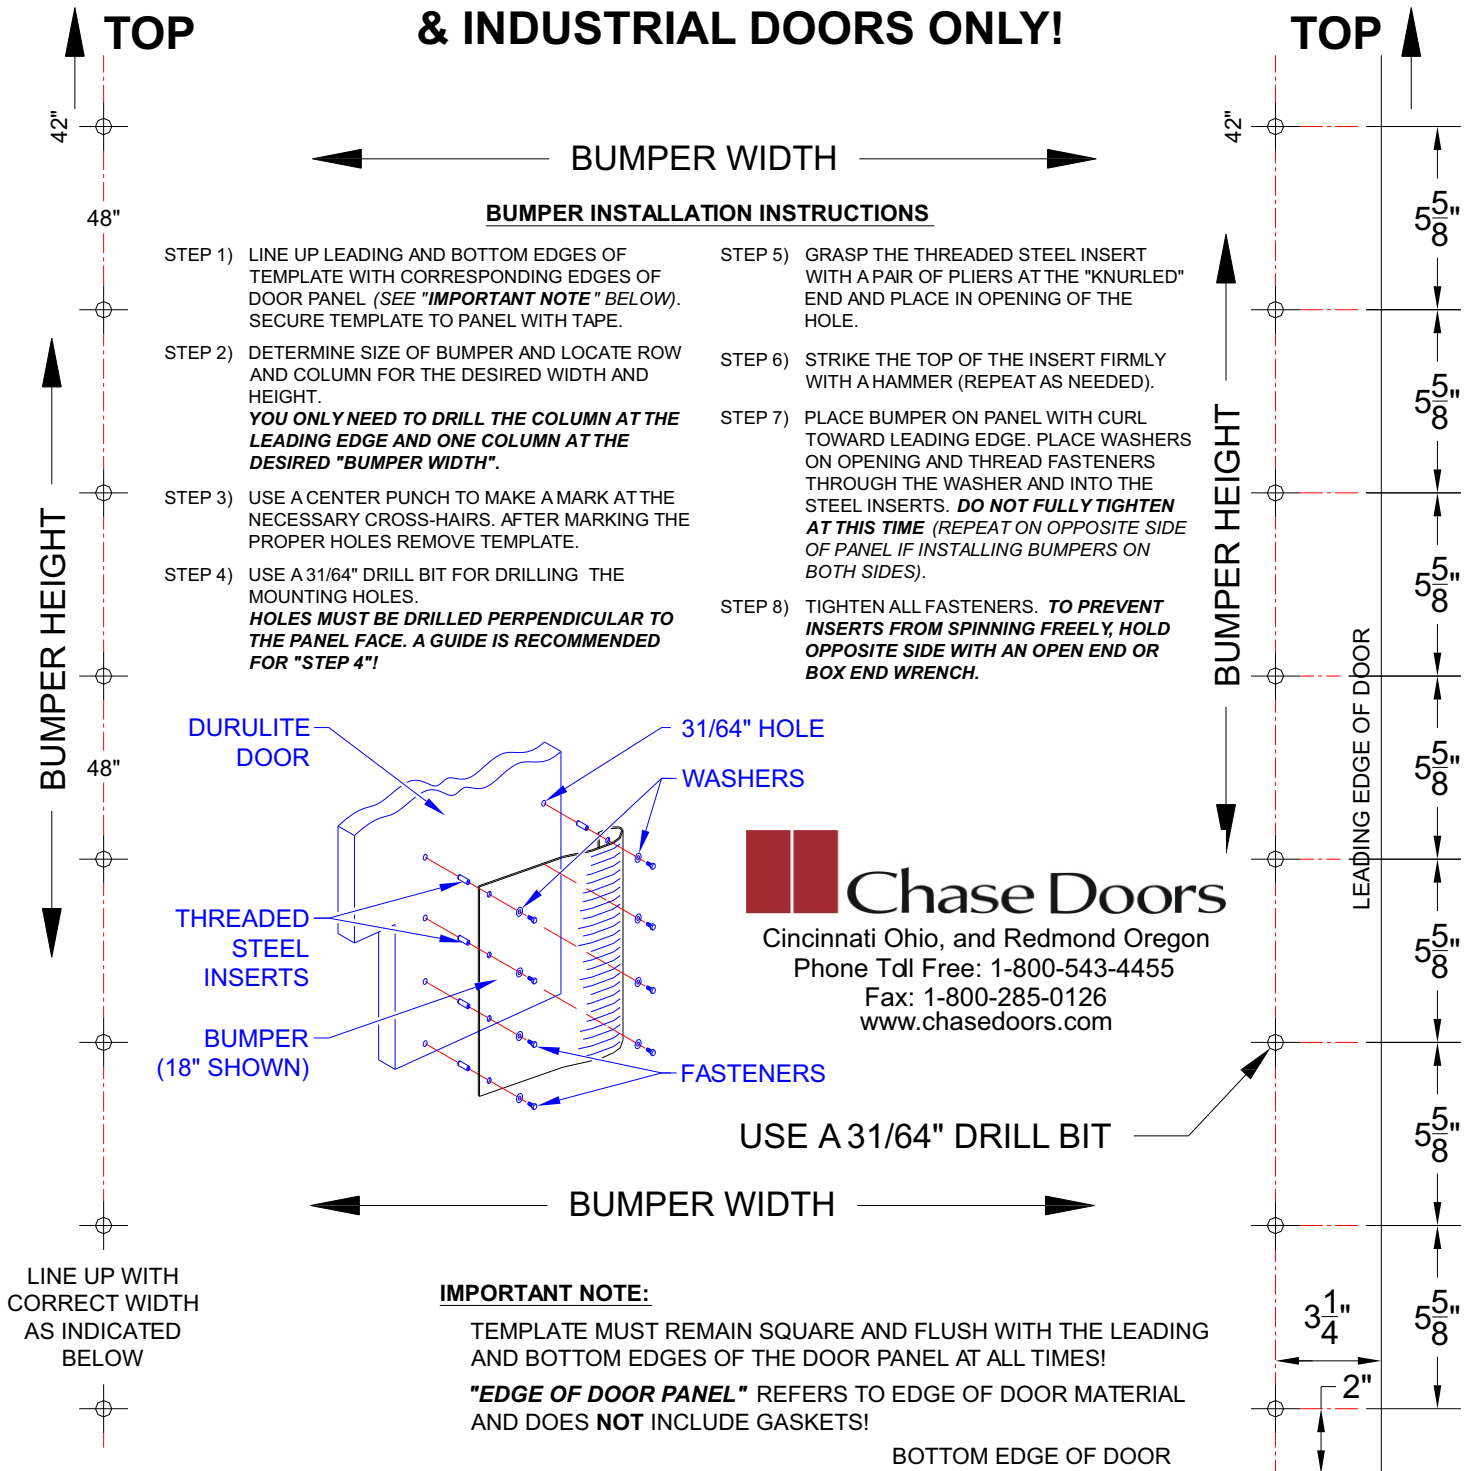 TOP
& INDUSTRIAL DOORS ONLY!
TOP
42"
42"
BUMPER WIDTH
48"
BUMPER INSTALLATION INSTRUCTIONS
STEP 1) LINE UP LEADING AND BOTTOM EDGES OF
TEMPLATE WITH CORRESPONDING EDGES OF
DOOR PANEL (SEE "IMPORTANT NOTE" BELOW).
SECURE TEMPLATE TO PANEL WITH TAPE.
STEP 2) DETERMINE SIZE OF BUMPER AND LOCATE ROW
AND COLUMN FOR THE DESIRED WIDTH AND
HEIGHT.
YOU ONLY NEED TO DRILL THE COLUMN AT THE
LEADING EDGE AND ONE COLUMN AT THE
DESIRED "BUMPER WIDTH".
STEP 3) USE A CENTER PUNCH TO MAKE A MARK AT THE
NECESSARY CROSS-HAIRS. AFTER MARKING THE
PROPER HOLES REMOVE TEMPLATE.
STEP 4) USE A 31/64" DRILL BIT FOR DRILLING THE
MOUNTING HOLES.
HOLES MUST BE DRILLED PERPENDICULAR TO
THE PANEL FACE. A GUIDE IS RECOMMENDED
FOR "STEP 4"!
STEP 5) GRASP THE THREADED STEEL INSERT
WITH A PAIR OF PLIERS AT THE "KNURLED"
END AND PLACE IN OPENING OF THE
HOLE.
STEP 6) STRIKE THE TOP OF THE INSERT FIRMLY
WITH A HAMMER (REPEAT AS NEEDED).
STEP 7) PLACE BUMPER ON PANEL WITH CURL
TOWARD LEADING EDGE. PLACE WASHERS
ON OPENING AND THREAD FASTENERS
THROUGH THE WASHER AND INTO THE
STEEL INSERTS. DO NOT FULLY TIGHTEN
AT THIS TIME (REPEAT ON OPPOSITE SIDE
OF PANEL IF INSTALLING BUMPERS ON
BOTH SIDES).
STEP 8) TIGHTEN ALL FASTENERS. TO PREVENT
INSERTS FROM SPINNING FREELY, HOLD
OPPOSITE SIDE WITH AN OPEN END OR
BOX END WRENCH.
BUMPER HEIGHT
48"
BUMPER HEIGHT
LEADING EDGE OF DOOR
5 5/8"
5 5/8"
5 5/8"
5 5/8"
5 5/8"
5 5/8"
5 5/8"
DURULITE
DOOR
31/64" HOLE
WASHERS
THREADED
STEEL
INSERTS
BUMPER
(18" SHOWN)
FASTENERS
Chase Doors
Cincinnati Ohio, and Redmond Oregon
Phone Toll Free: 1-800-543-4455
Fax: 1-800-285-0126
www.chasedoors.com
USE A 31/64" DRILL BIT
BUMPER WIDTH
LINE UP WITH
CORRECT WIDTH
AS INDICATED
BELOW
IMPORTANT NOTE:
TEMPLATE MUST REMAIN SQUARE AND FLUSH WITH THE LEADING
AND BOTTOM EDGES OF THE DOOR PANEL AT ALL TIMES!
"EDGE OF DOOR PANEL" REFERS TO EDGE OF DOOR MATERIAL
AND DOES NOT INCLUDE GASKETS!
3 1/4"
2"
BOTTOM EDGE OF DOOR